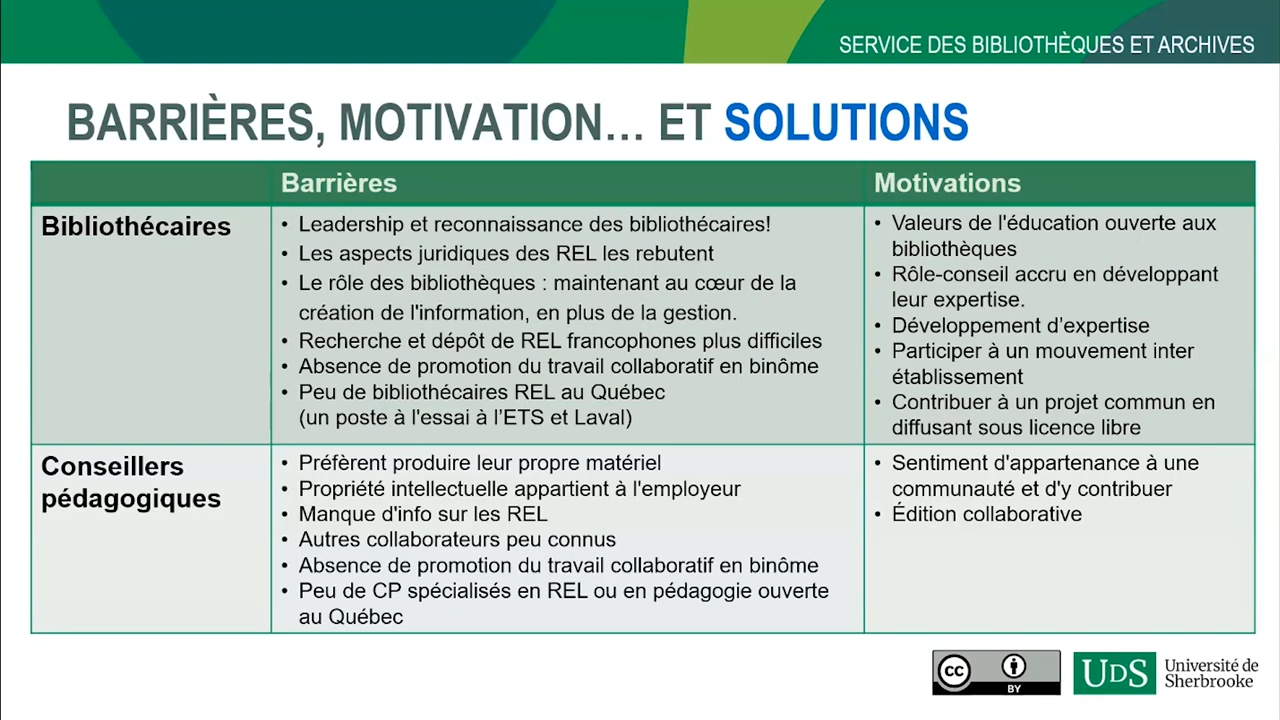 SERVICE DES BIBLIOTHÈQUES ET ARCHIVES
BARRIÈRES, MOTIVATION... ET SOLUTIONS
Barrières
Motivations
Bibliothécaires
• Leadership et reconnaissance des bibliothécaires!
• Les aspects juridiques des REL les rebutent
• Le rôle des bibliothèques : maintenant au cœur de la
création de l'information, en plus de la gestion.
• Recherche et dépôt de REL francophones plus difficiles
• Absence de promotion du travail collaboratif en binôme
• Peu de bibliothécaires REL au Québec
(un poste à l'essai à l’ETS et Laval)
• Valeurs de l'éducation ouverte aux
bibliothèques
• Rôle-conseil accru en développant
leur expertise.
• Développement d’expertise
• Participer à un mouvement inter
établissement
• Contribuer à un projet commun en
diffusant sous licence libre
Conseillers
pédagogiques
• Préfèrent produire leur propre matériel
• Propriété intellectuelle appartient à l'employeur
• Manque d'info sur les REL
• Autres collaborateurs peu connus
• Absence de promotion du travail collaboratif en binôme
• Peu de CP spécialisés en REL ou en pédagogie ouverte
au Québec
• Sentiment d'appartenance à une
communauté et d'y contribuer
• Édition collaborative
cc
BY
UDS
Université de
Sherbrooke